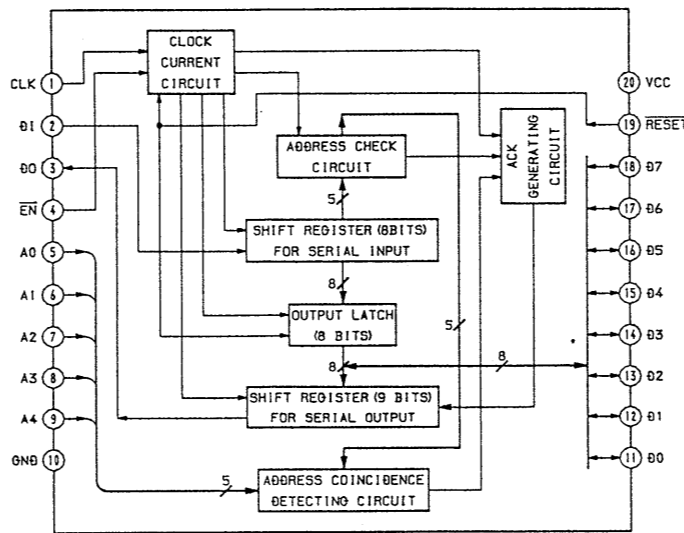 CLOCK
CURRENT
CIRCUIT
CLK 1
DI 2
DO 3
EN 4
A0 5
A1 6
A2 7
A3 8
A4 9
GND 10
20 VCC
19 RESET
18 D7
17 D6
16 D5
15 D4
14 D3
13 D2
12 D1
11 D0
ADDRESS CHECK
CIRCUIT
ACK
GENERATING
CIRCUIT
5
SHIFT REGISTER (8BITS)
FOR SERIAL INPUT
8
OUTPUT LATCH
(8 BITS)
5
8
8
SHIFT REGISTER (9 BITS)
FOR SERIAL OUTPUT
5
ADDRESS COINCIDENCE
DETECTING CIRCUIT